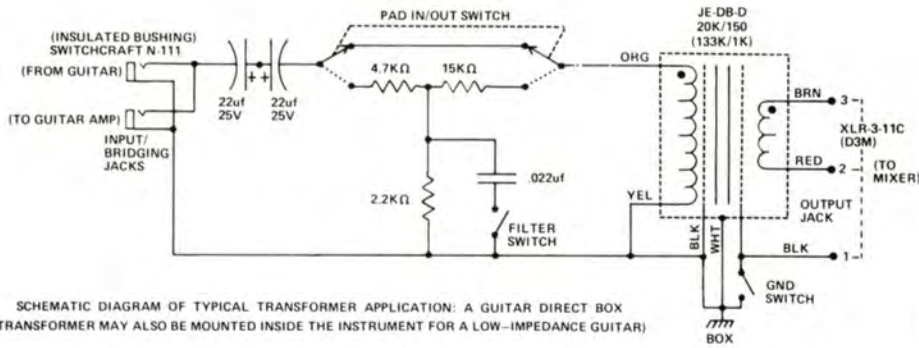 PAD IN/OUT SWITCH
JE-DB-D
20K/150
(133K/1K)
(INSULATED BUSHING)
SWITCHCRAFT N-111
(FROM GUITAR)
(TO GUITAR AMP)
INPUT/
BRIDGING
JACKS
+ +
22uf
25V
22uf
25V
4.7KΩ
15KΩ
2.2KΩ
.022uf
FILTER
SWITCH
ORG
YEL
BRN
RED
3
2
1
XLR-3-11C
(D3M)
(TO
MIXER)
OUTPUT
JACK
BLK
WHT
BLK
GND
SWITCH
BOX
SCHEMATIC DIAGRAM OF TYPICAL TRANSFORMER APPLICATION: A GUITAR DIRECT BOX
TRANSFORMER MAY ALSO BE MOUNTED INSIDE THE INSTRUMENT FOR A LOW-IMPEDANCE GUITAR)